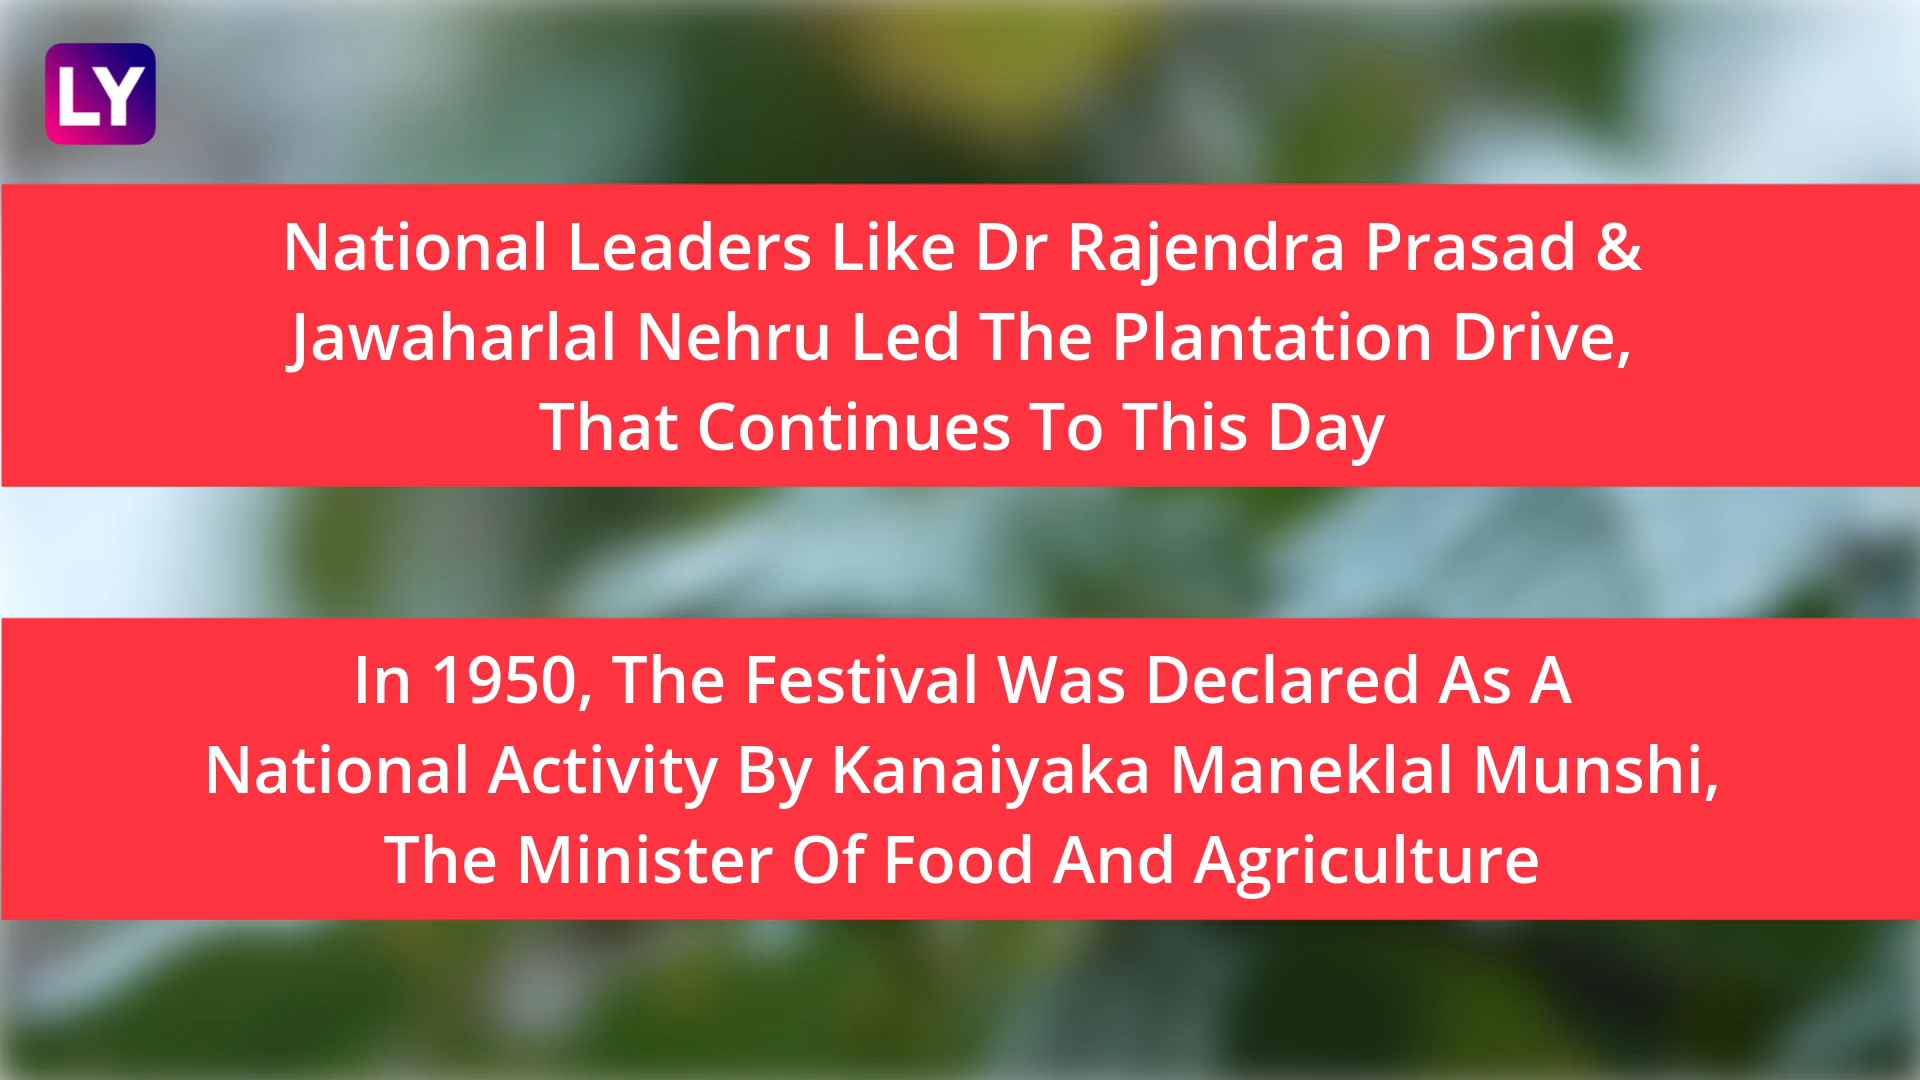 LY
National Leaders Like Dr Rajendra Prasad &
Jawaharlal Nehru Led The Plantation Drive,
That Continues To This Day
In 1950, The Festival Was Declared As A
National Activity By Kanaiyaka Maneklal Munshi,
The Minister Of Food And Agriculture